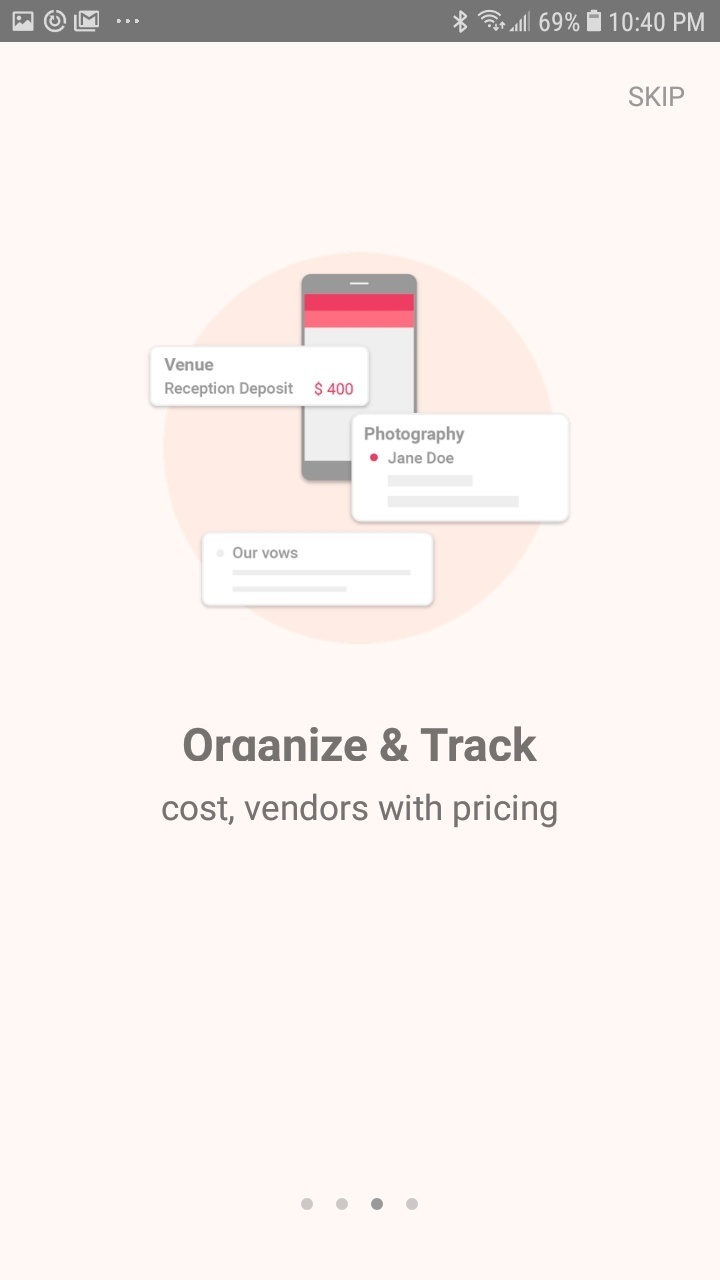 69% 10:40 PM
SKIP
Venue
Reception Deposit $ 400
Photography
Jane Doe
Our vows
Organize & Track
cost, vendors with pricing